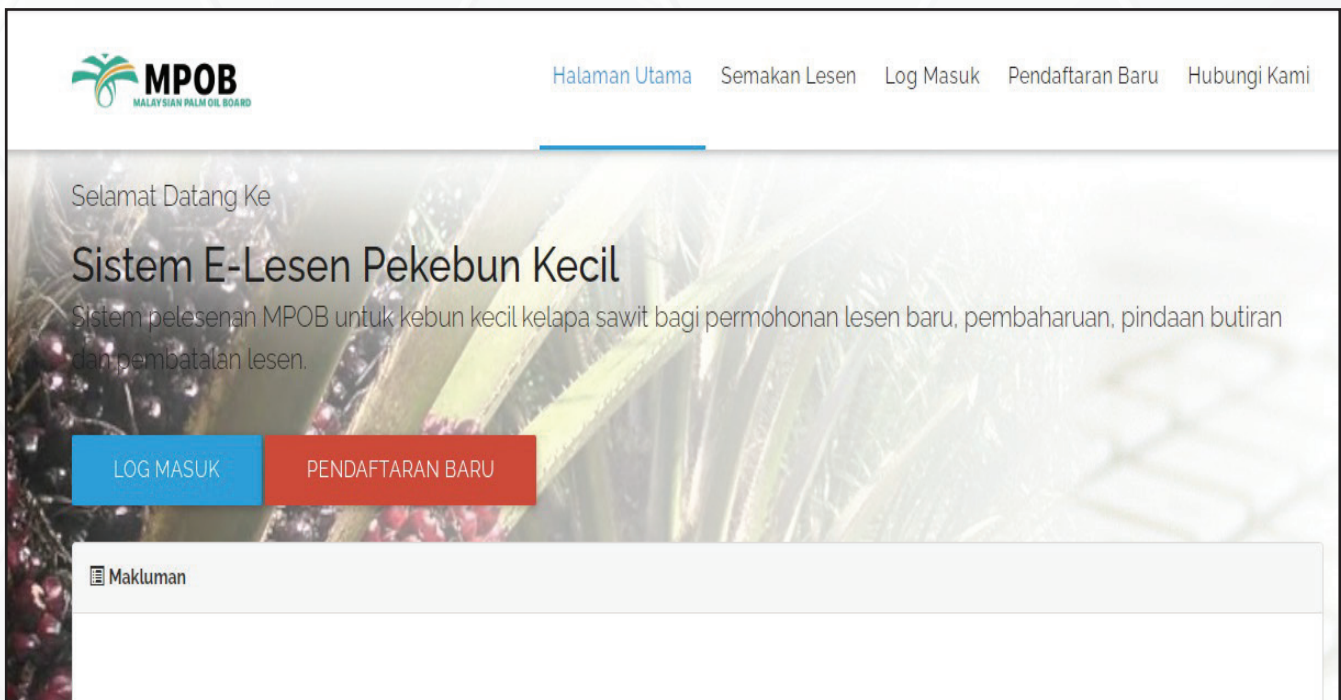 MPOB
MALAYSIAN PALM OIL BOARD
Halaman Utama Semakan Lesen Log Masuk Pendaftaran Baru Hubungi Kami
Selamat Datang Ke
Sistem E-Lesen Pekebun Kecil
Sistem pelesenan MPOB untuk kebun kecil kelapa sawit bagi permohonan lesen baru, pembaharuan, pindaan butiran
dan pembatalan lesen.
LOG MASUK PENDAFTARAN BARU
Makluman